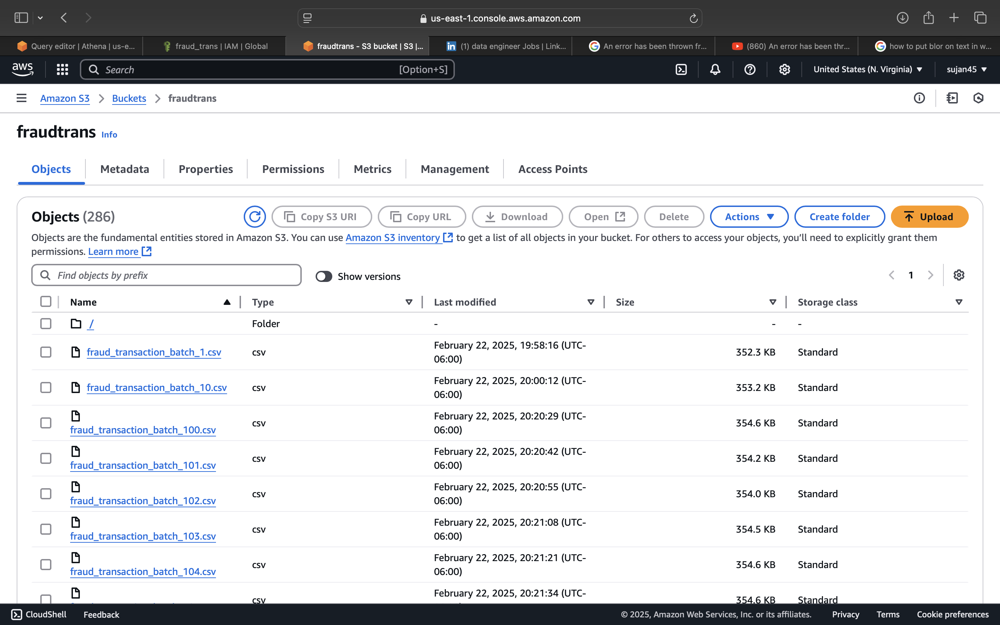 us-east-1.console.aws.amazon.com
Query editor | Athena | us-e...
fraud_trans | IAM | Global
fraudtrans - S3 bucket | S3 |...
(1) data engineer Jobs | Link...
An error has been thrown fr...
(860) An error has been thr...
how to put blor on text in w...
aws
Search
[Option+S]
United States (N. Virginia)
sujan45
Amazon S3
Buckets
fraudtrans
fraudtrans Info
Objects
Metadata
Properties
Permissions
Metrics
Management
Access Points
Objects (286)
Copy S3 URI
Copy URL
Download
Open
Delete
Actions
Create folder
Upload
Objects are the fundamental entities stored in Amazon S3. You can use Amazon S3 inventory to get a list of all objects in your bucket. For others to access your objects, you’ll need to explicitly grant them
permissions. Learn more
Find objects by prefix
Show versions
1
Name Type Last modified Size Storage class
/ Folder - - -
fraud_transaction_batch_1.csv csv February 22, 2025, 19:58:16 (UTC-
06:00) 352.3 KB Standard
fraud_transaction_batch_10.csv csv February 22, 2025, 20:00:12 (UTC-
06:00) 353.2 KB Standard
fraud_transaction_batch_100.csv csv February 22, 2025, 20:20:29 (UTC-
06:00) 354.6 KB Standard
fraud_transaction_batch_101.csv csv February 22, 2025, 20:20:42 (UTC-
06:00) 354.2 KB Standard
fraud_transaction_batch_102.csv csv February 22, 2025, 20:20:55 (UTC-
06:00) 354.0 KB Standard
fraud_transaction_batch_103.csv csv February 22, 2025, 20:21:08 (UTC-
06:00) 354.5 KB Standard
fraud_transaction_batch_104.csv csv February 22, 2025, 20:21:21 (UTC-
06:00) 354.6 KB Standard
csv February 22, 2025, 20:21:34 (UTC-
354.6 KB Standard
CloudShell
Feedback
© 2025, Amazon Web Services, Inc. or its affiliates.
Privacy
Terms
Cookie preferences